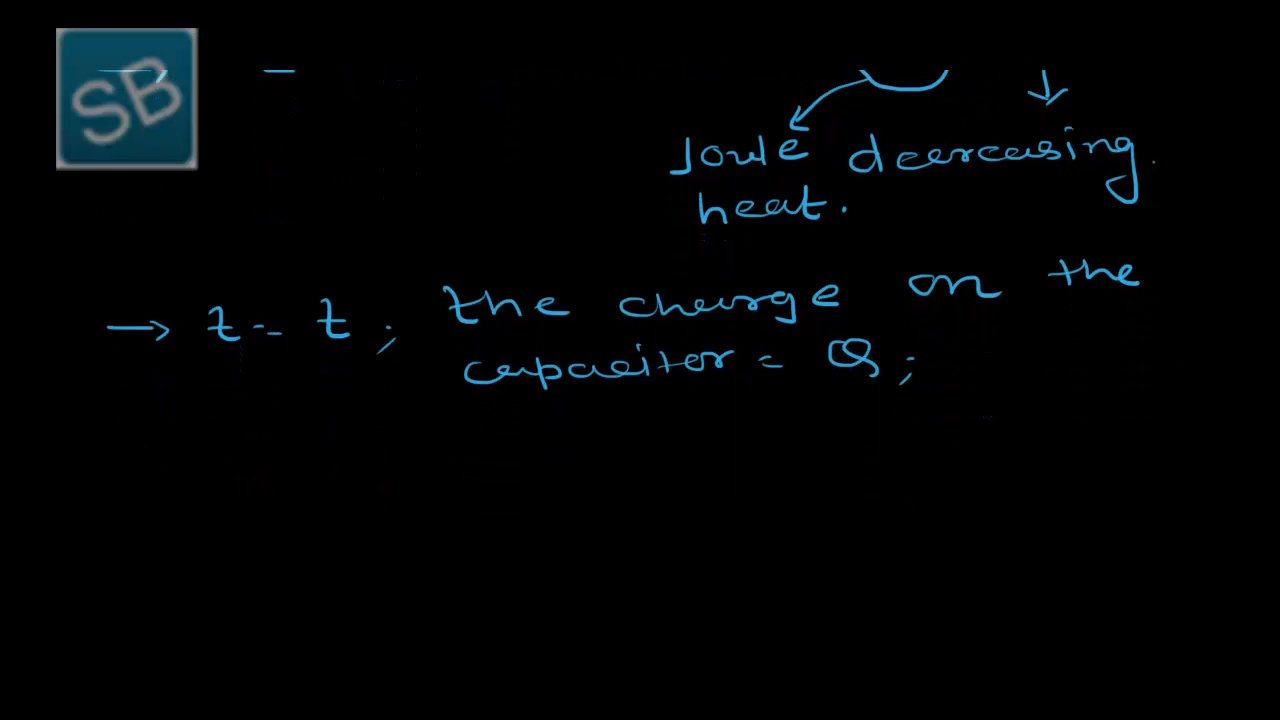 SB
Joule decreasing
heat.
→ t = t ; the charge on the
capacitor = Q ;